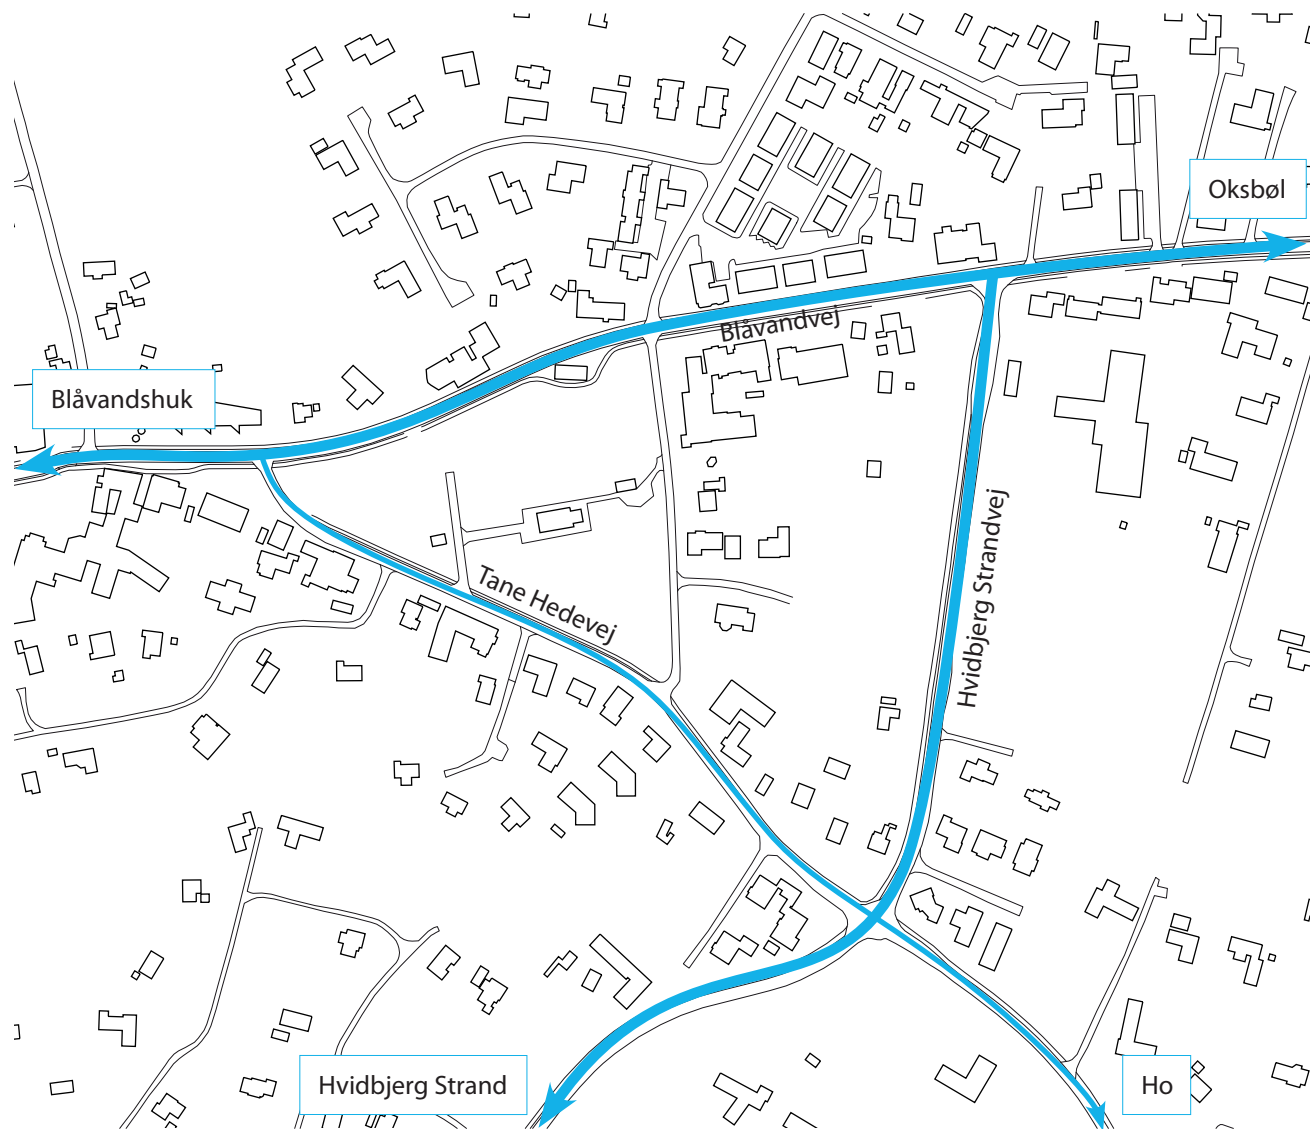 Oksbøl
Blåvandvej
Blåvandshuk
Hvidbjerg Strandvej
Tane Hedevej
Hvidbjerg Strand
Ho